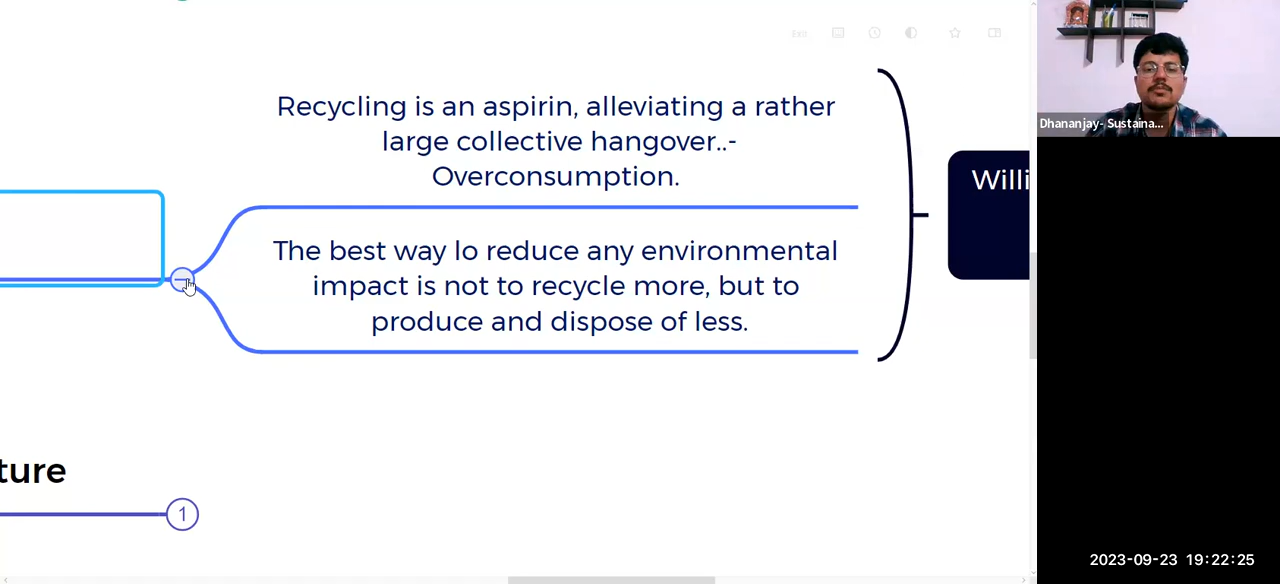 Recycling is an aspirin, alleviating a rather
large collective hangover..-
Overconsumption.
Willi
The best way lo reduce any environmental
impact is not to recycle more, but to
produce and dispose of less.
ture
1
Dhananjay- Sustaina...
2023-09-23 19:22:25